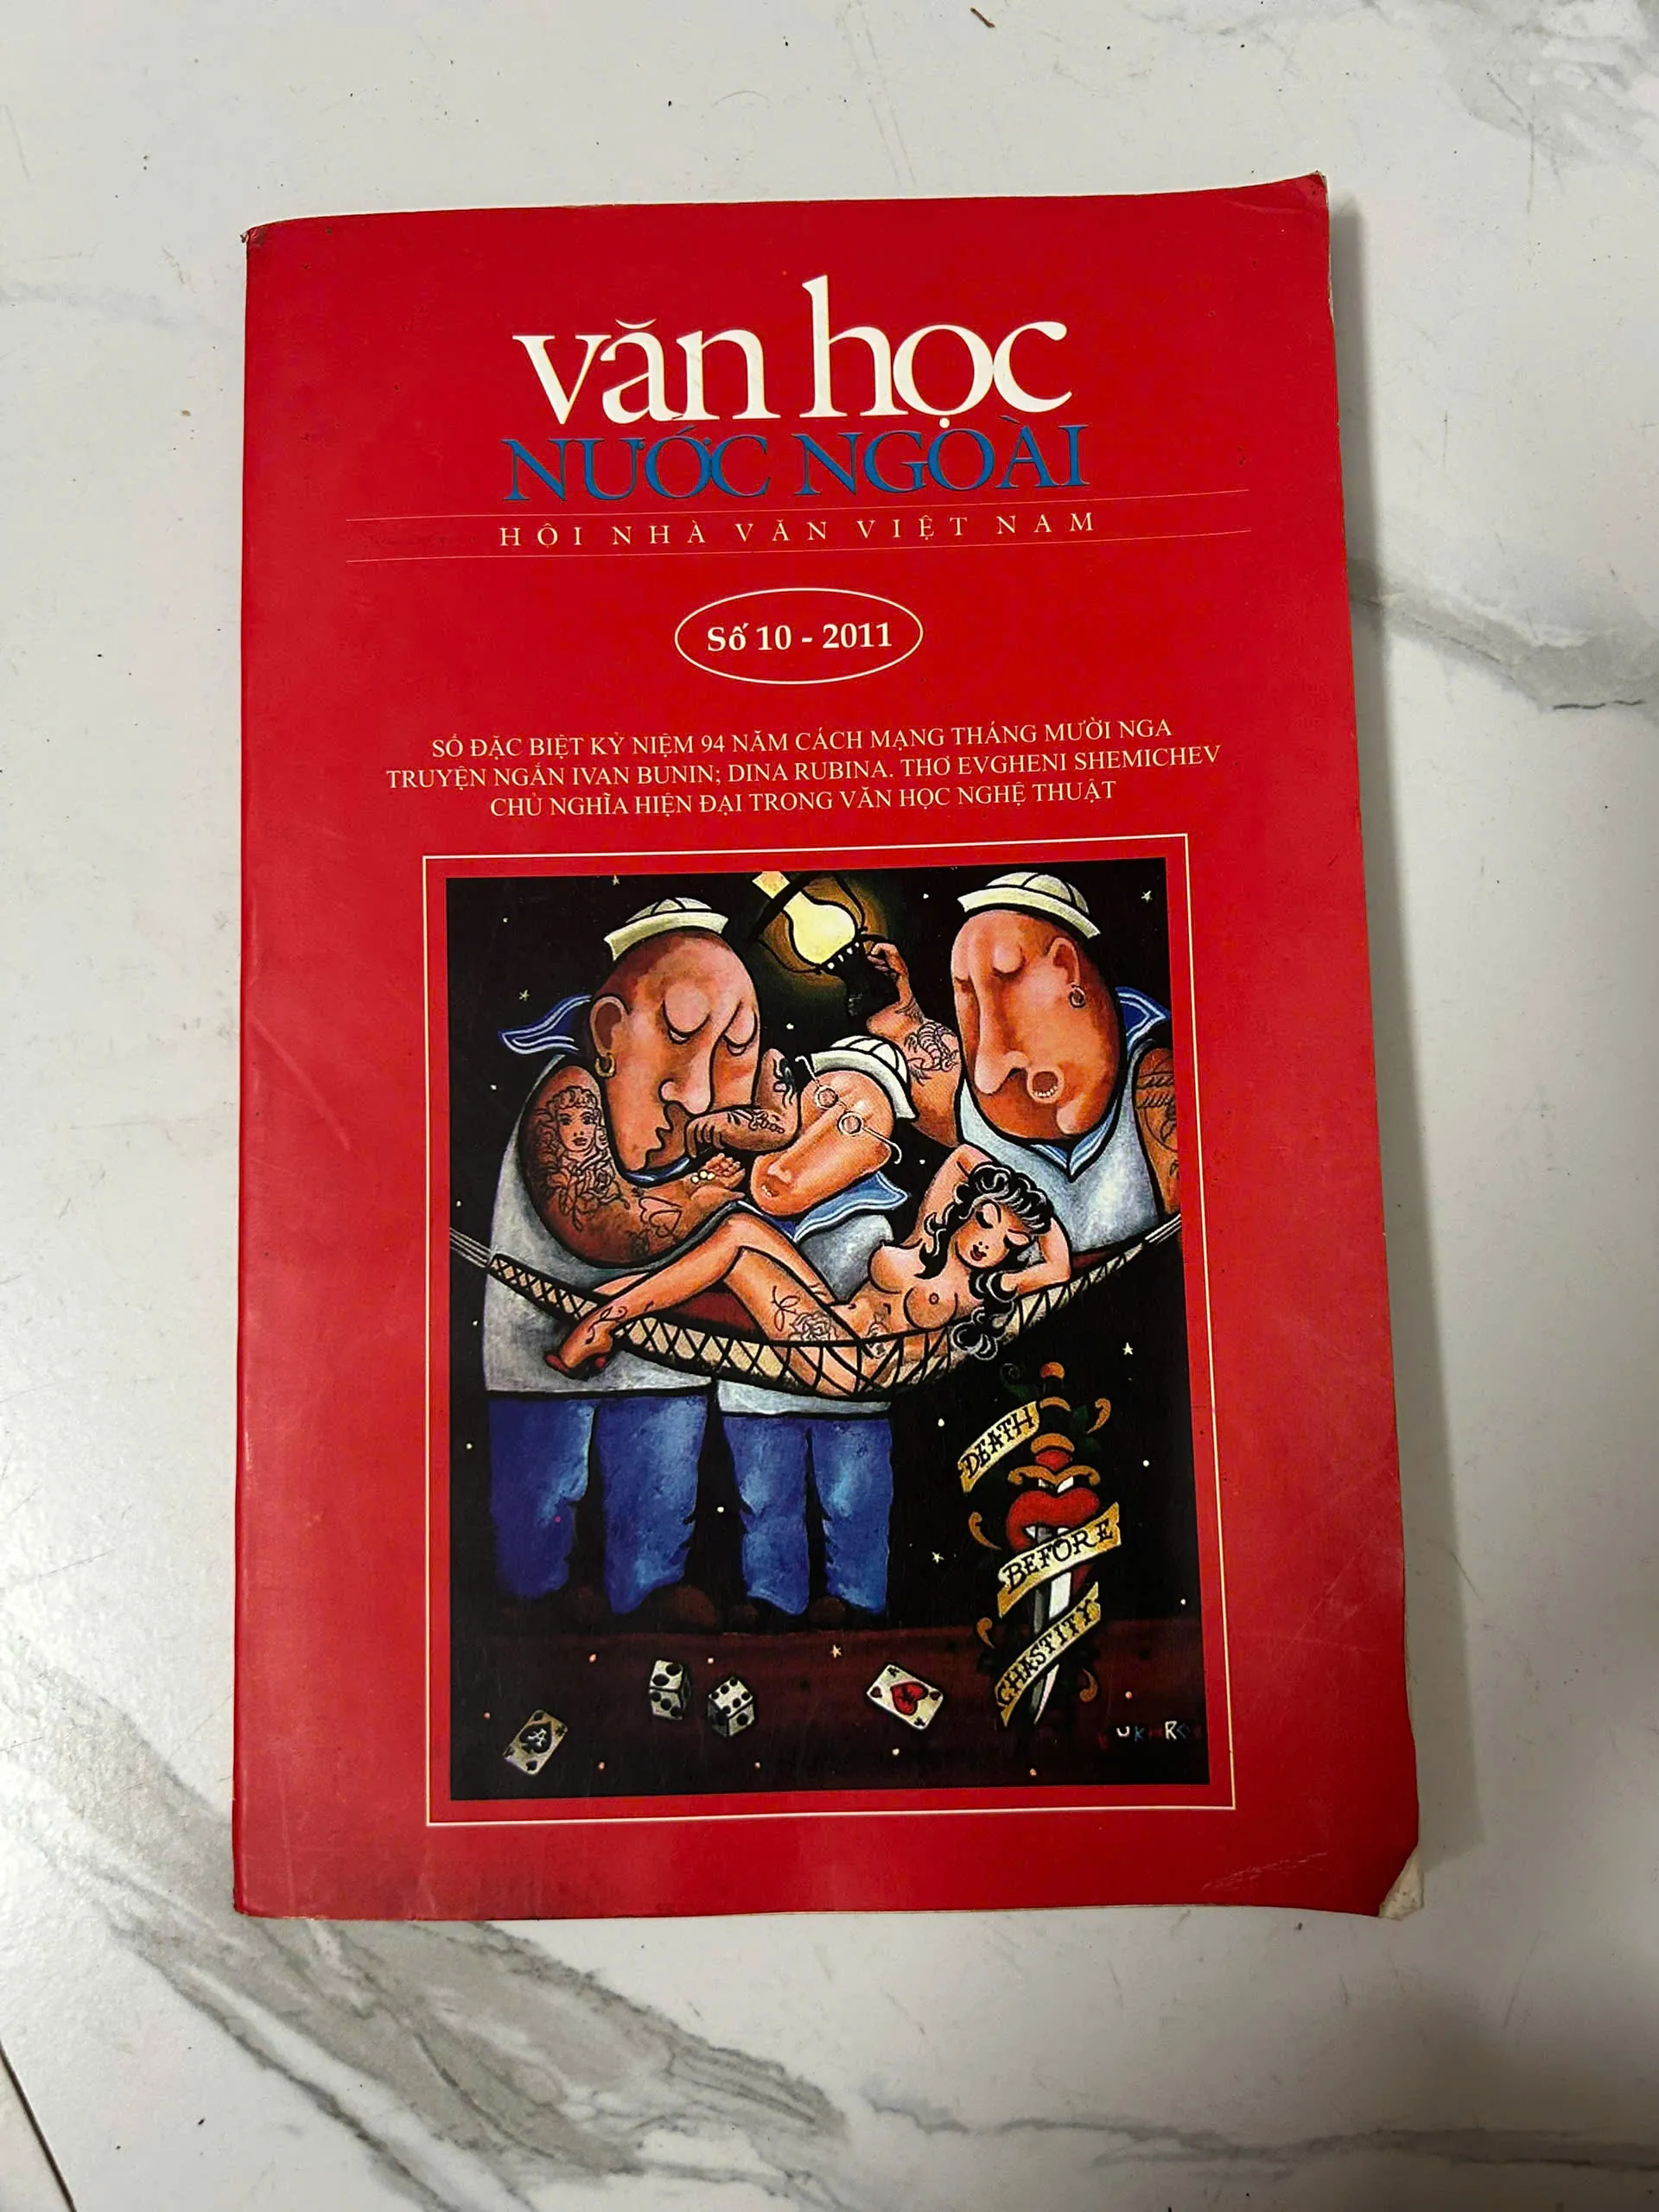 văn học
NƯỚC NGOÀI
HỘI NHÀ VĂN VIỆT NAM
Số 10 - 2011
SỐ ĐẶC BIỆT KỶ NIỆM 94 NĂM CÁCH MẠNG THÁNG MƯỜI NGA
TRUYỆN NGẮN IVAN BUNIN; DINA RUBINA. THƠ EVGHENI SHEMICHEV
CHỦ NGHĨA HIỆN ĐẠI TRONG VĂN HỌC NGHỆ THUẬT
DEATH
BEFORE
CHASTITY